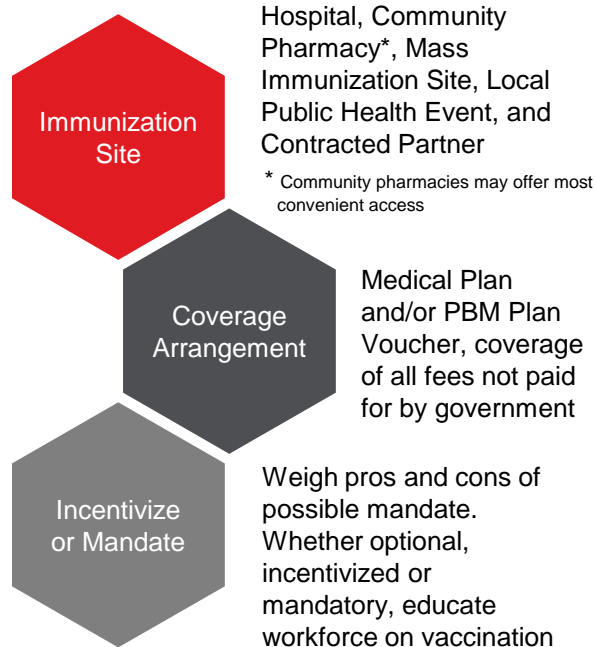 Immunization
Site
Hospital, Community
Pharmacy*, Mass
Immunization Site, Local
Public Health Event, and
Contracted Partner
* Community pharmacies may offer most
convenient access
Coverage
Arrangement
Medical Plan
and/or PBM Plan
Voucher, coverage
of all fees not paid
for by government
Incentivize
or Mandate
Weigh pros and cons of
possible mandate.
Whether optional,
incentivized or
mandatory, educate
workforce on vaccination